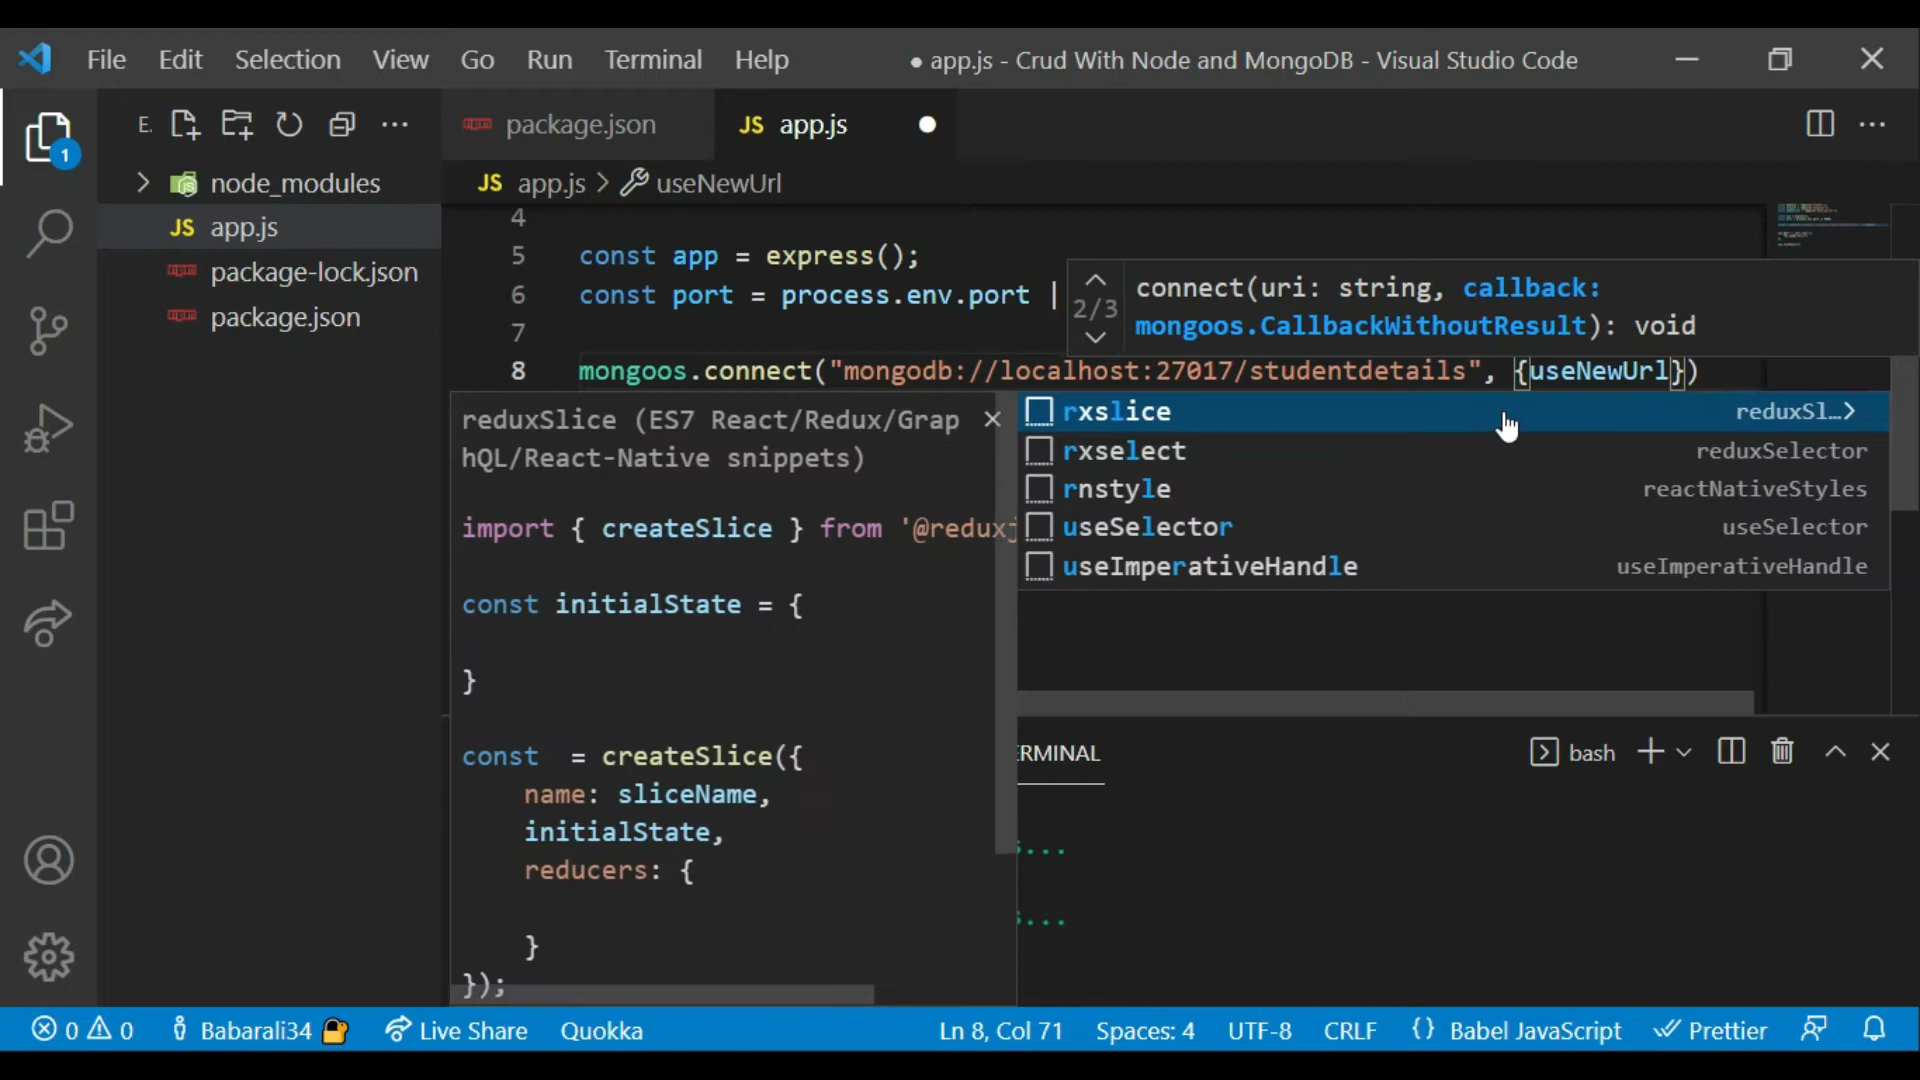 File Edit Selection View Go Run Terminal Help ● app.js - Crud With Node and MongoDB - Visual Studio Code
E.
package.json
JS app.js
node_modules
JS app.js > useNewUrl
JS app.js
package-lock.json
package.json
1
4
5 const app = express();
6 const port = process.env.port |
7
8 mongoos.connect("mongodb://localhost:27017/studentdetails", {useNewUrl})
2/3
connect(uri: string, callback:
mongoos.CallbackWithoutResult): void
rxslice reduxSl…>
rxselect reduxSelector
rnstyle reactNativeStyles
useSelector useSelector
useImperativeHandle useImperativeHandle
reduxSlice (ES7 React/Redux/Grap
hQL/React-Native snippets)
import { createSlice } from '@reduxj
const initialState = {
}
const = createSlice({
name: sliceName,
initialState,
reducers: {
}
});
ERMINAL
bash
s...
s...
0 0 Babarali34 Live Share Quokka Ln 8, Col 71 Spaces: 4 UTF-8 CRLF {} Babel JavaScript Prettier